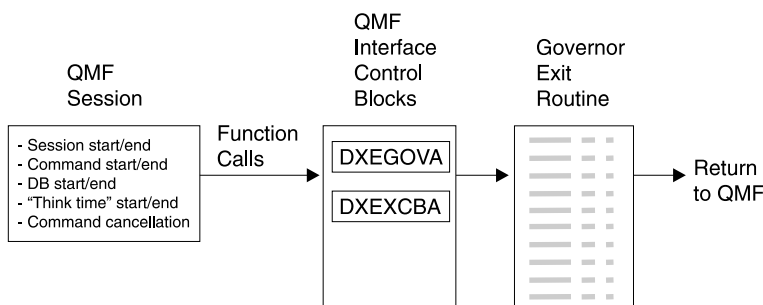 QMF
Session
- Session start/end
- Command start/end
- DB start/end
- “Think time” start/end
- Command cancellation
Function
Calls
QMF
Interface
Control
Blocks
DXEGOVA
DXEXCBA
Governor
Exit
Routine
Return
to QMF